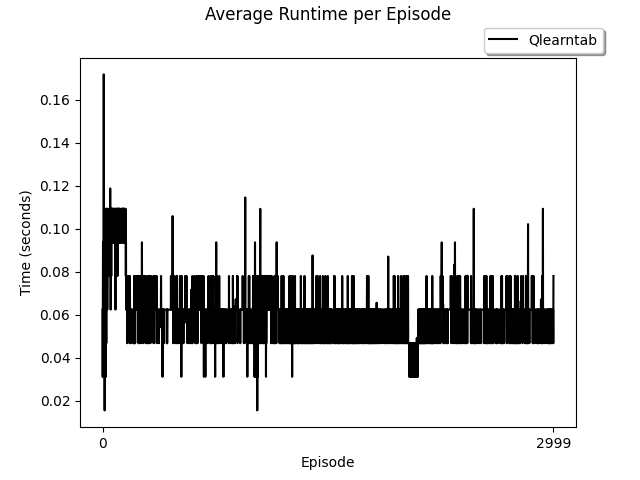 Average Runtime per Episode
Qlearntab
0.16
0.14
0.12
0.10
0.08
0.06
0.04
0.02
Time (seconds)
0
2999
Episode